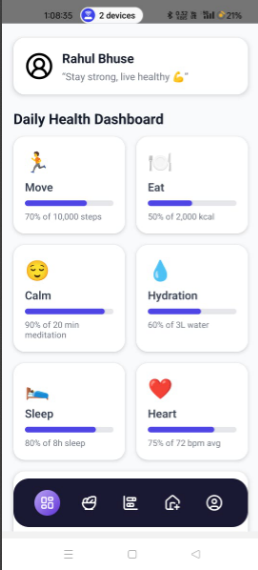 1:08:35 2 devices 21%
Rahul Bhuse
"Stay strong, live healthy 💪"
Daily Health Dashboard
Move
70% of 10,000 steps
Eat
50% of 2,000 kcal
Calm
90% of 20 min
meditation
Hydration
60% of 3L water
Sleep
80% of 8h sleep
Heart
75% of 72 bpm avg